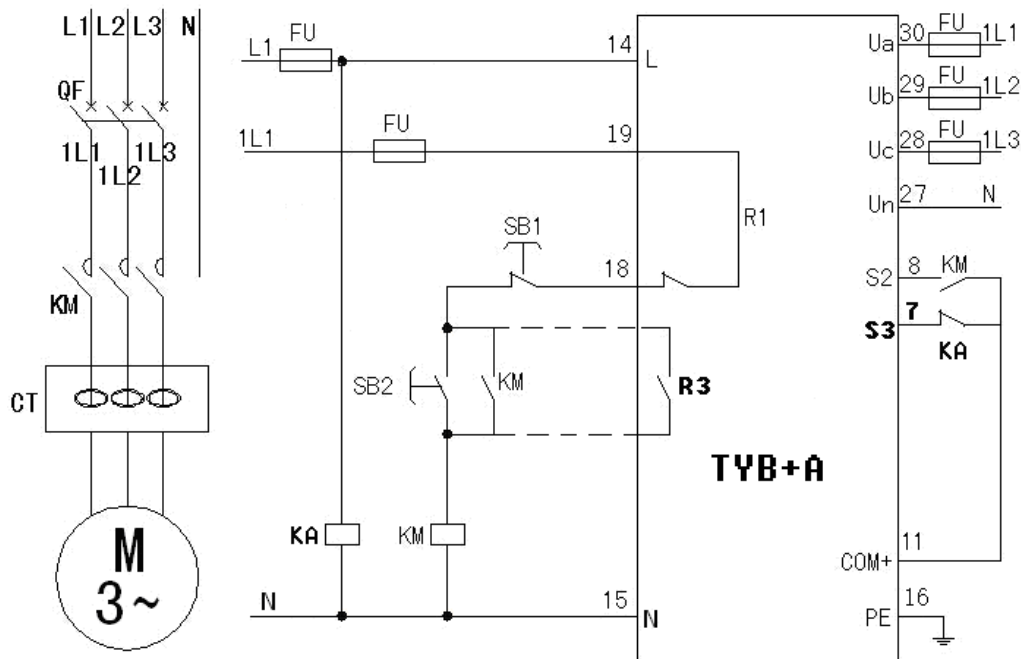 L1 L2 L3 N
QF
1L1 1L3
1L2
KM
CT
M
3~
L1 FU 14 L
1L1 FU 19
R1
SB1
18
SB2 KM R3
TYB+A
KA KM
N 15 N
Ua 30 FU 1L1
Ub 29 FU 1L2
Uc 28 FU 1L3
Un 27 N
S2 8 KM
S3 7
KA
COM+ 11
PE 16